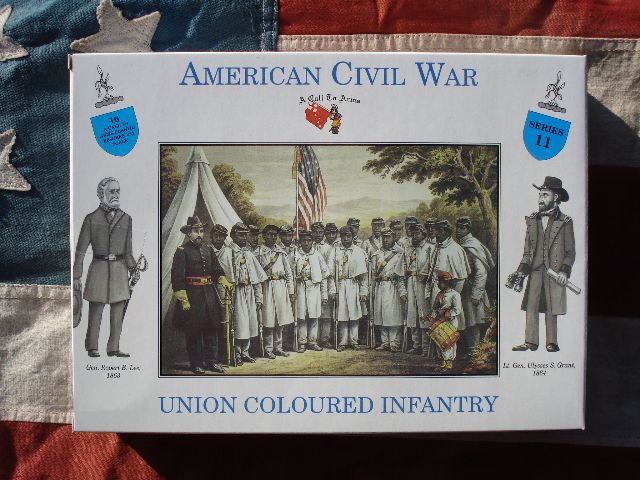 AMERICAN CIVIL WAR
A Call To Arms
16
SERIES
11
Gen. Robert E. Lee,
1863
Lt. Gen. Ulysses S. Grant,
1864
UNION COLOURED INFANTRY